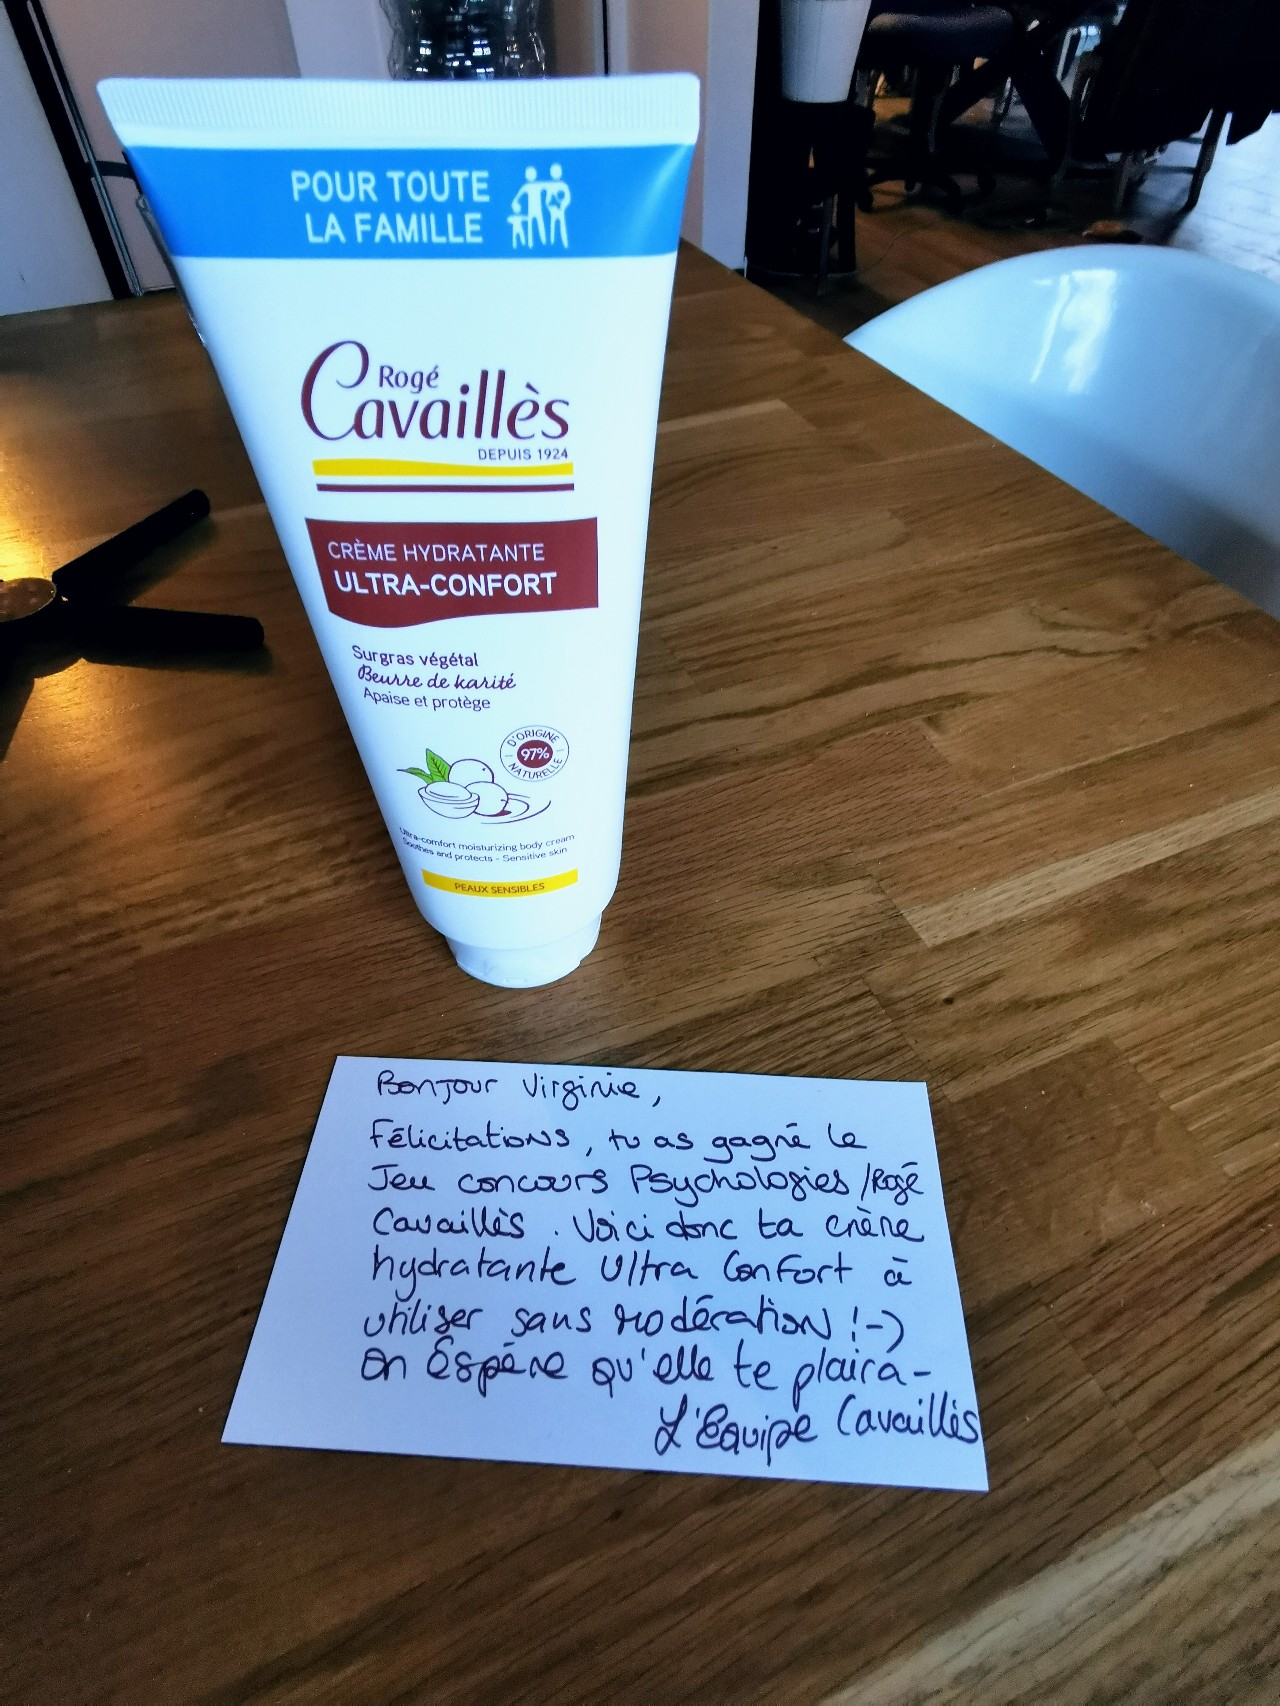 POUR TOUTE
LA FAMILLE
Rogé
Cavaillès
DEPUIS 1924
CRÈME HYDRATANTE
ULTRA-CONFORT
Surgras végétal
Beurre de karité
Apaise et protège
D'ORIGINE
97%
NATURELLE
Ultra-comfort moisturizing body cream
Soothes and protects - Sensitive skin
PEAUX SENSIBLES
Bonjour Virginie,
Félicitations, tu as gagné le
Jeu concours Psychologies/Rogé
Cavaillès. Voici donc ta crème
hydratante Ultra Confort à
utiliser sans modération !-)
On Espère qu'elle te plaira-
L'Equipe Cavaillès